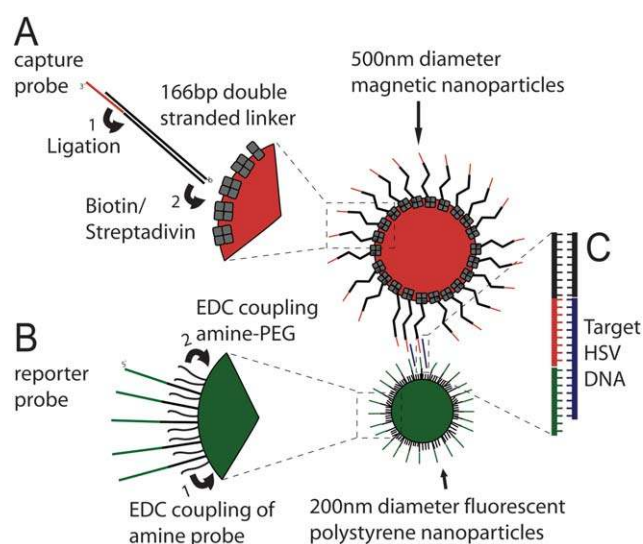 A
capture
probe
3'
1
Ligation
166bp double
stranded linker
b
2
Biotin/
Streptadivin
500nm diameter
magnetic nanoparticles
B
reporter
probe
5'
EDC coupling
amine-PEG
2
1
EDC coupling of
amine probe
C
Target
HSV
DNA
200nm diameter fluorescent
polystyrene nanoparticles